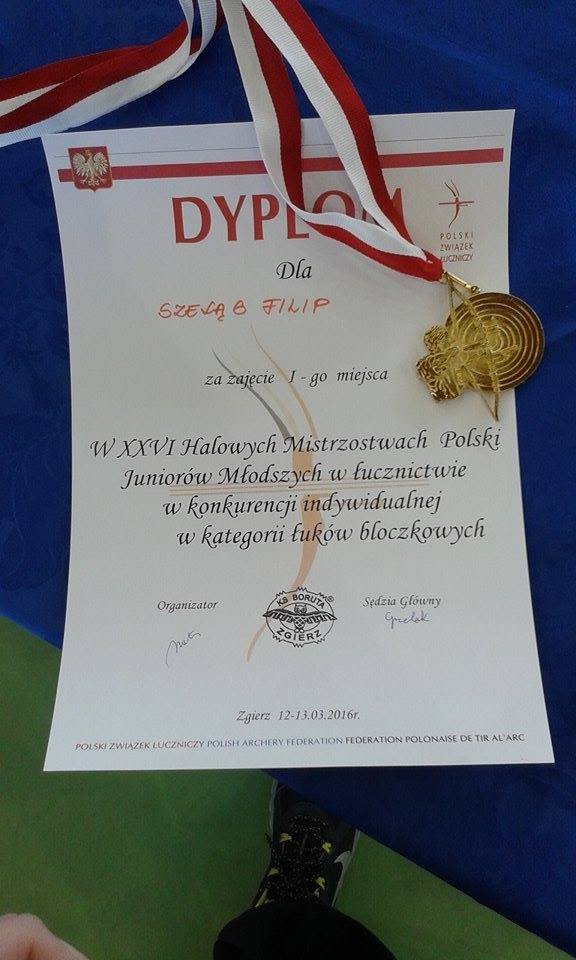 DYPLOM
POLSKI
ZWIĄZEK
ŁUCZNICZY
Dla
SZELĄG FILIP
za zajęcie I - go miejsca
W XXVI Halowych Mistrzostwach Polski
Juniorów Młodszych w łucznictwie
w konkurencji indywidualnej
w kategorii łuków bloczkowych
Organizator
Sędzia Główny
KS BORUTA ®
ZGIERZ
Zgierz 12-13.03.2016r.
POLSKI ZWIĄZEK ŁUCZNICZY POLISH ARCHERY FEDERATION FEDERATION POLONAISE DE TIR AL'ARC